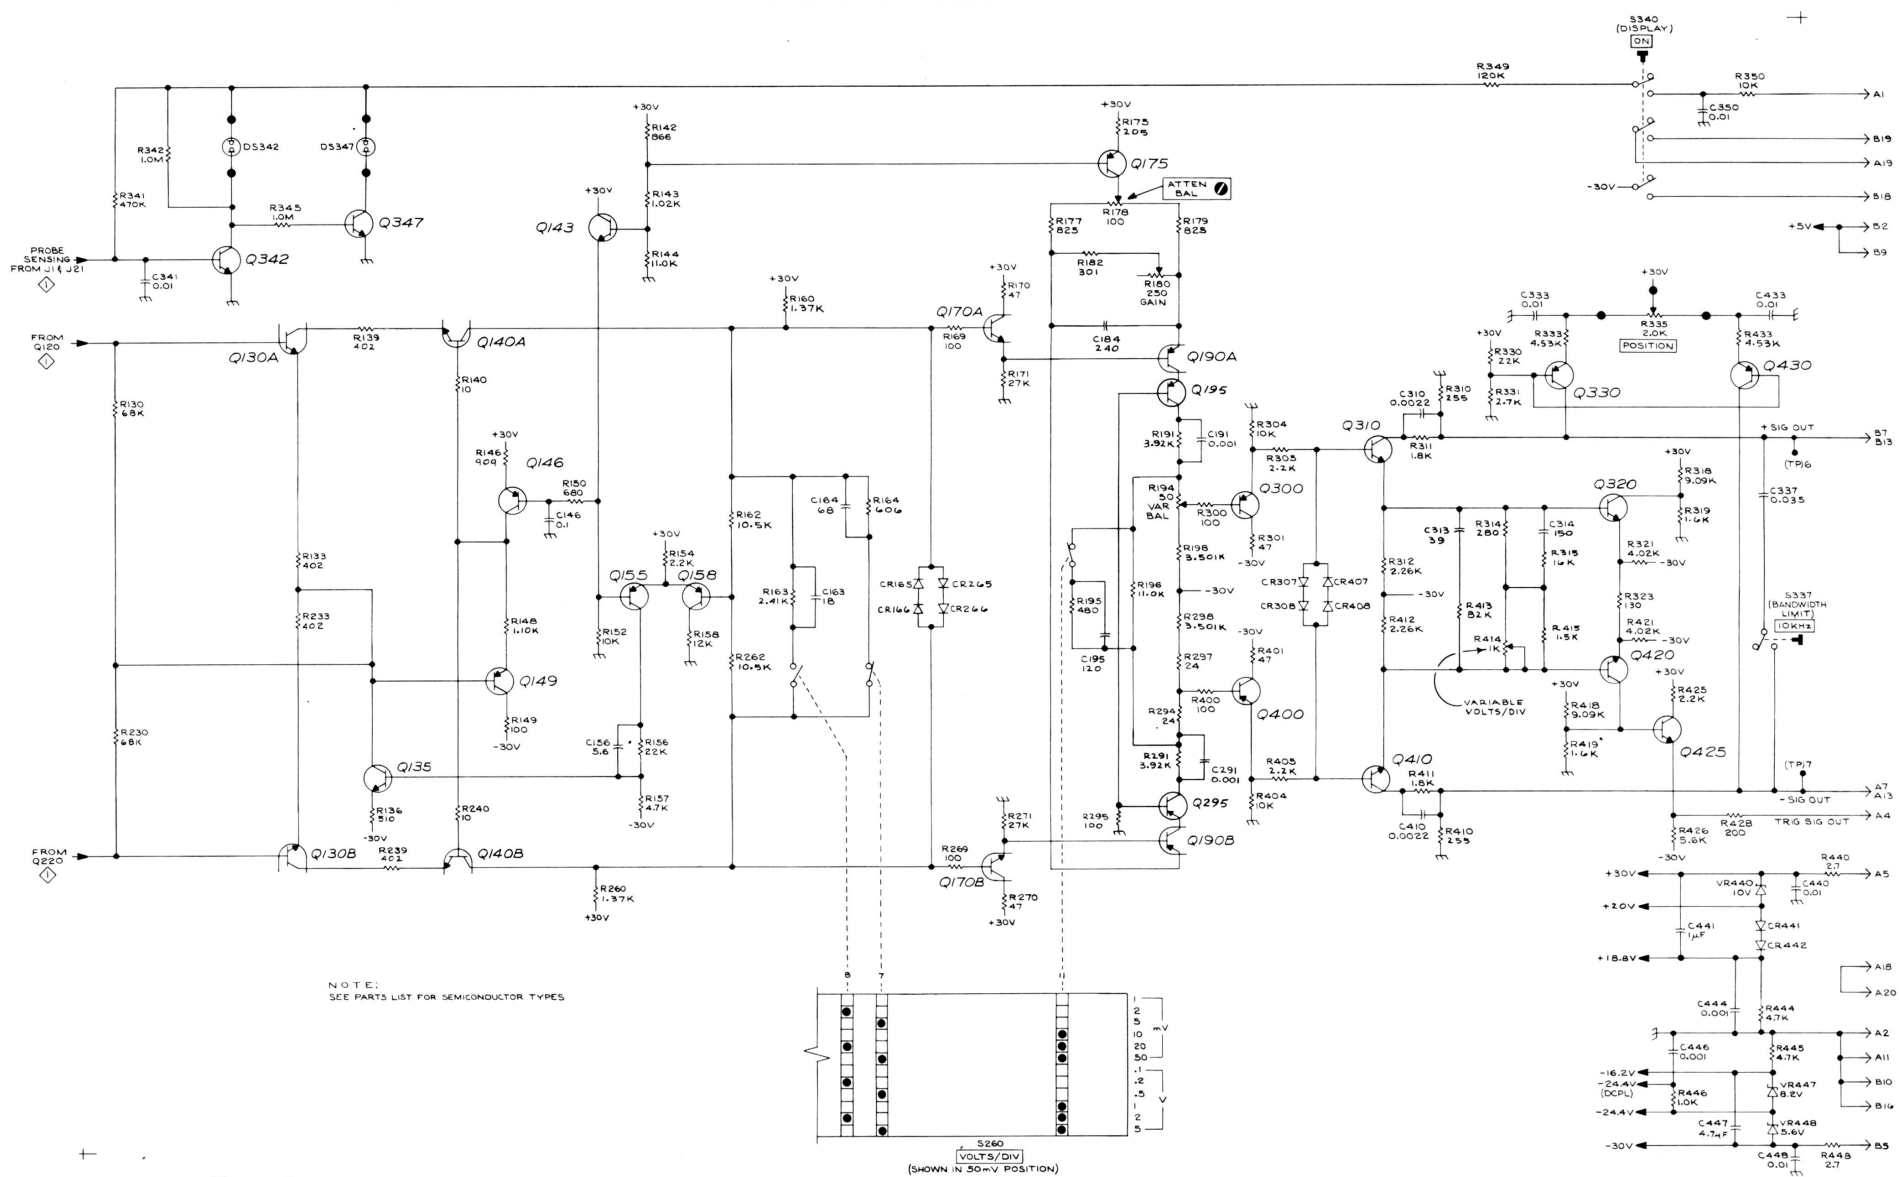 S340
(DISPLAY)
ON
R349
120K
R350
10K
A1
C350
0.01
B19
A19
-30V
B18
+5V
B2
B9
R342
1.0M
DS342
DS347
R341
470K
R345
1.0M
Q347
Q342
PROBE
SENSING
FROM J1 & J21
1
C341
0.01
+30V
R142
866
R143
1.02K
+30V
Q143
R144
11.0K
+30V
R175
205
Q175
ATTEN
BAL
R178
100
R177
825
R179
825
R182
301
R180
250
GAIN
C184
240
FROM
Q120
1
Q130A
R139
402
Q140A
R140
10
R130
68K
+30V
R160
1.37K
+30V
R170
47
Q170A
R169
100
R171
27K
Q190A
Q195
R191
3.92K
C191
0.001
R194
50
VAR
BAL
R300
100
R198
3.501K
-30V
R298
3.501K
R297
24
R400
100
R294
24
R291
3.92K
C291
0.001
Q295
R295
100
Q190B
+30V
R146
909
Q146
R150
680
C146
0.1
R133
402
R233
402
R148
1.10K
Q149
R149
100
-30V
+30V
R154
2.2K
Q155
Q158
R152
10K
R158
12K
C156
5.6
R156
22K
R157
4.7K
-30V
Q135
R136
510
-30V
R230
68K
R240
10
FROM
Q220
1
Q130B
R239
402
Q140B
R260
1.37K
+30V
R162
10.5K
R262
10.5K
C164
68
R164
606
R163
2.41K
C163
18
CR165
CR265
CR166
CR266
R269
100
Q170B
R271
27K
R270
47
+30V
R195
480
R196
11.0K
C195
120
R304
10K
R305
2.2K
Q300
R301
47
-30V
-30V
R401
47
Q400
R405
2.2K
R404
10K
CR307
CR407
CR308
CR408
Q310
C310
0.0022
R310
255
R311
1.8K
R312
2.26K
-30V
R412
2.26K
Q410
R411
1.8K
C410
0.0022
R410
255
C313
39
R314
280
C314
150
R315
16K
R413
82K
R414
1K
R415
1.5K
VARIABLE
VOLTS/DIV
C333
0.01
+30V
C433
0.01
R335
2.0K
POSITION
+30V
R330
22K
R333
4.53K
R433
4.53K
R331
2.7K
Q330
Q430
+ SIG OUT
B7
B13
(TP)6
Q320
+30V
R318
9.09K
R319
1.6K
R321
4.02K
-30V
R323
130
R421
4.02K
-30V
Q420
+30V
R418
9.09K
R419
1.6K
+30V
R425
2.2K
Q425
C337
0.035
S337
(BANDWIDTH
LIMIT)
10KHz
(TP)7
A7
A13
- SIG OUT
R428
200
TRIG SIG OUT
A4
R426
5.6K
-30V
R440
2.7
+30V
A5
VR440
10V
C440
0.01
+20V
C441
1µF
CR441
CR442
+18.8V
A18
A20
C444
0.001
R444
4.7K
A2
C446
0.001
R445
4.7K
A11
-16.2V
-24.4V
(DCPL)
R446
1.0K
VR447
8.2V
B10
-24.4V
B16
C447
4.7µF
VR448
5.6V
-30V
C448
0.01
R448
2.7
B5
NOTE:
SEE PARTS LIST FOR SEMICONDUCTOR TYPES
8
7
11
1
2
5
10
20
50
mV
.1
.2
.5
1
2
5
V
S260
VOLTS/DIV
(SHOWN IN 50mV POSITION)